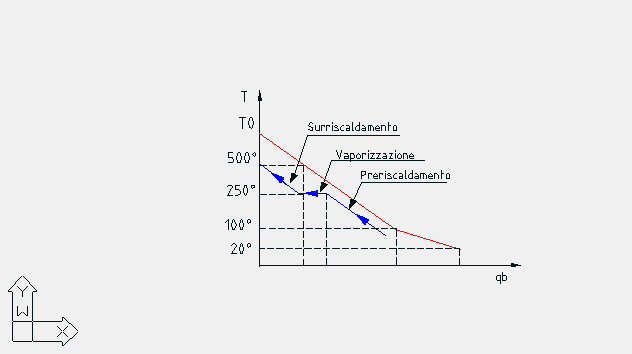 T
T0
Surriscaldamento
500°
Vaporizzazione
Preriscaldamento
250°
100°
20°
qb
Y
W
X